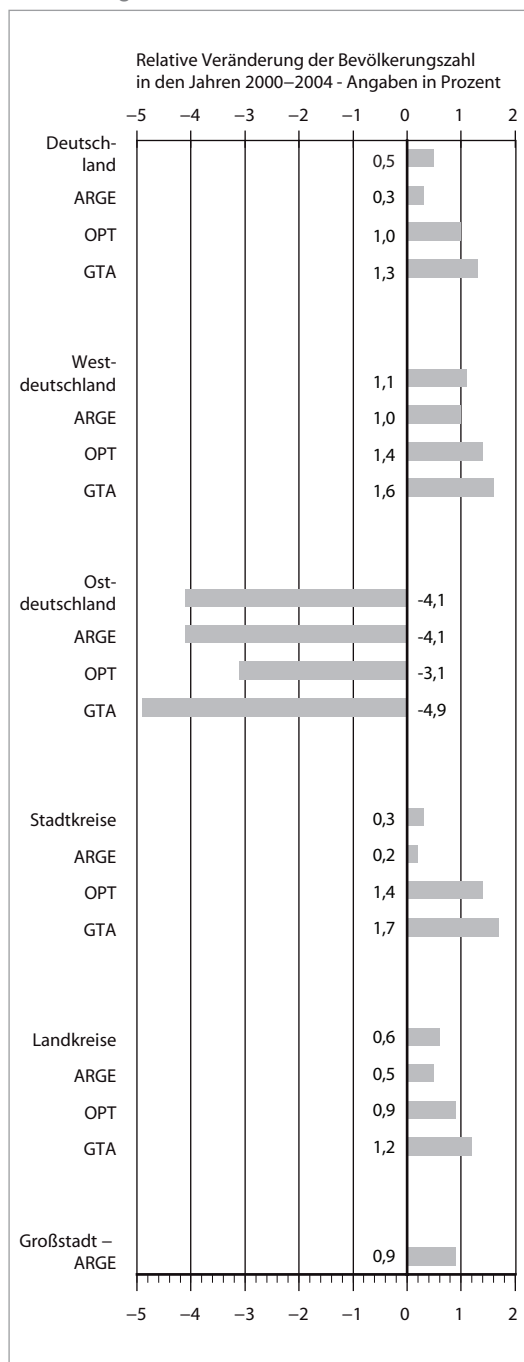 Relative Veränderung der Bevölkerungszahl
in den Jahren 2000–2004 - Angaben in Prozent
–5 –4 –3 –2 –1 0 1 2
Deutsch-
land 0,5
ARGE 0,3
OPT 1,0
GTA 1,3
West-
deutschland 1,1
ARGE 1,0
OPT 1,4
GTA 1,6
Ost-
deutschland -4,1
ARGE -4,1
OPT -3,1
GTA -4,9
Stadtkreise 0,3
ARGE 0,2
OPT 1,4
GTA 1,7
Landkreise 0,6
ARGE 0,5
OPT 0,9
GTA 1,2
Großstadt –
ARGE 0,9
–5 –4 –3 –2 –1 0 1 2